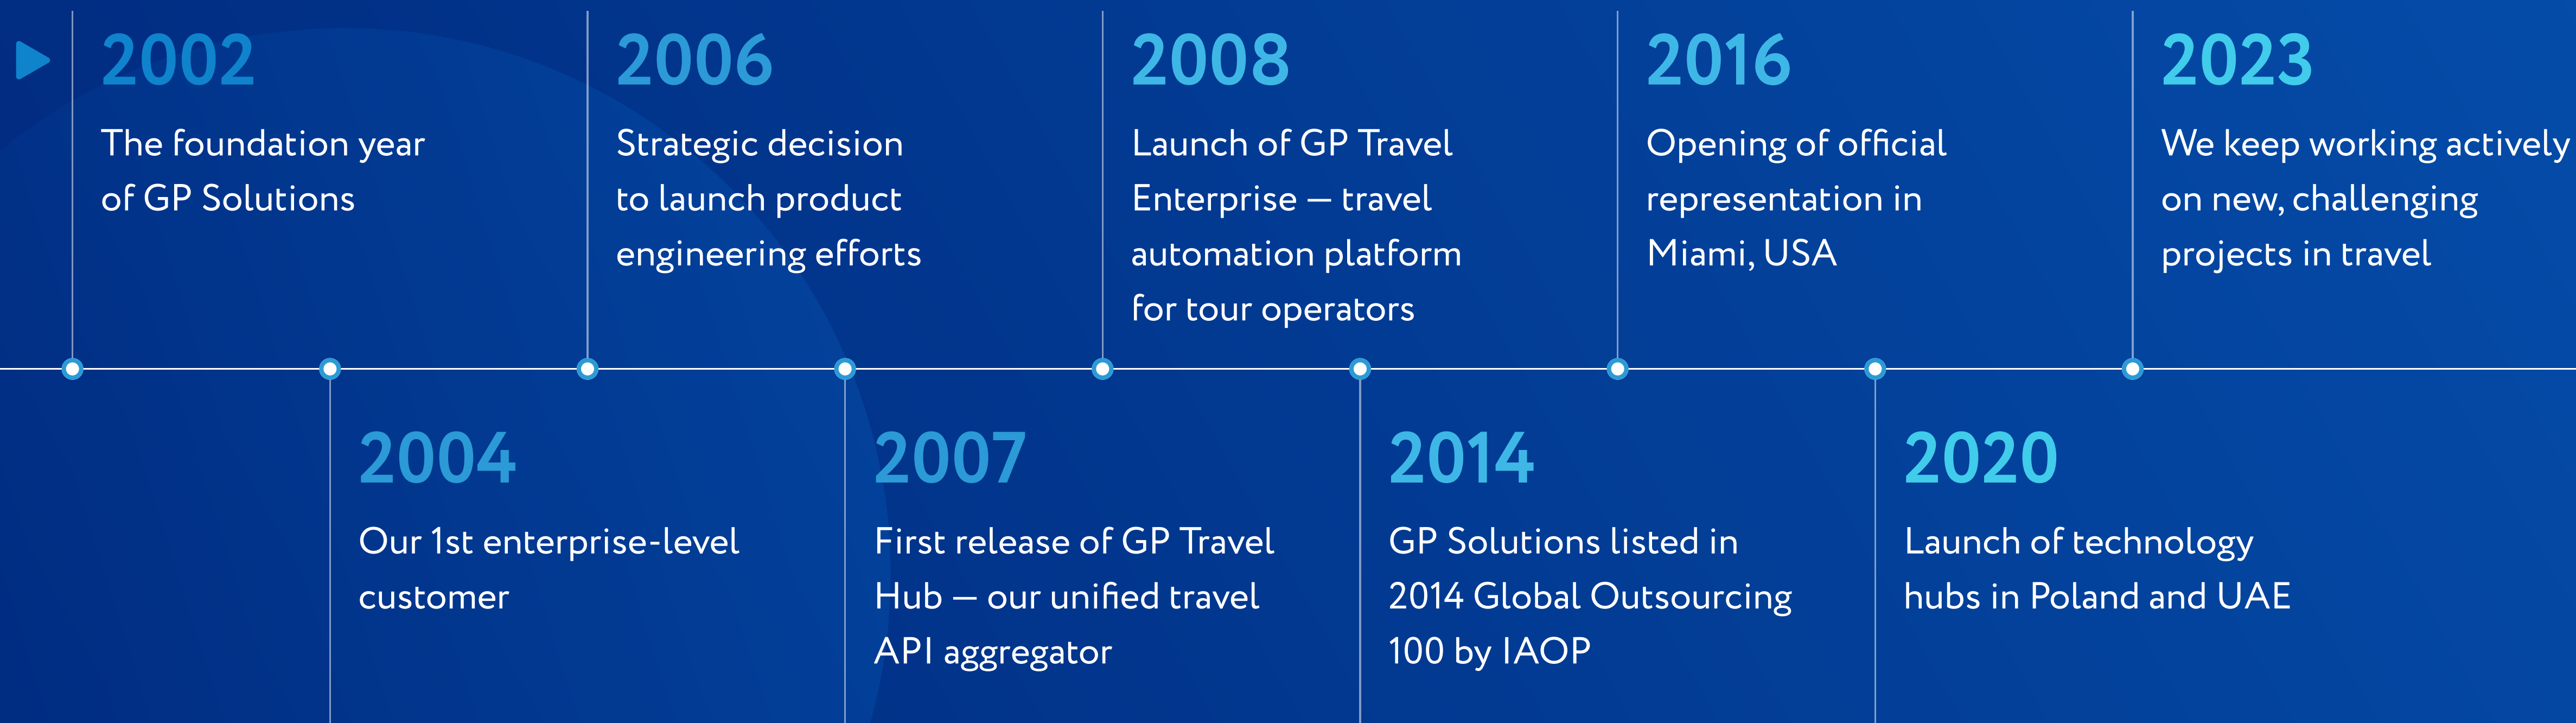 2002
The foundation year
of GP Solutions
2004
Our 1st enterprise-level
customer
2006
Strategic decision
to launch product
engineering efforts
2007
First release of GP Travel
Hub – our unified travel
API aggregator
2008
Launch of GP Travel
Enterprise – travel
automation platform
for tour operators
2014
GP Solutions listed in
2014 Global Outsourcing
100 by IAOP
2016
Opening of official
representation in
Miami, USA
2020
Launch of technology
hubs in Poland and UAE
2023
We keep working actively
on new, challenging
projects in travel